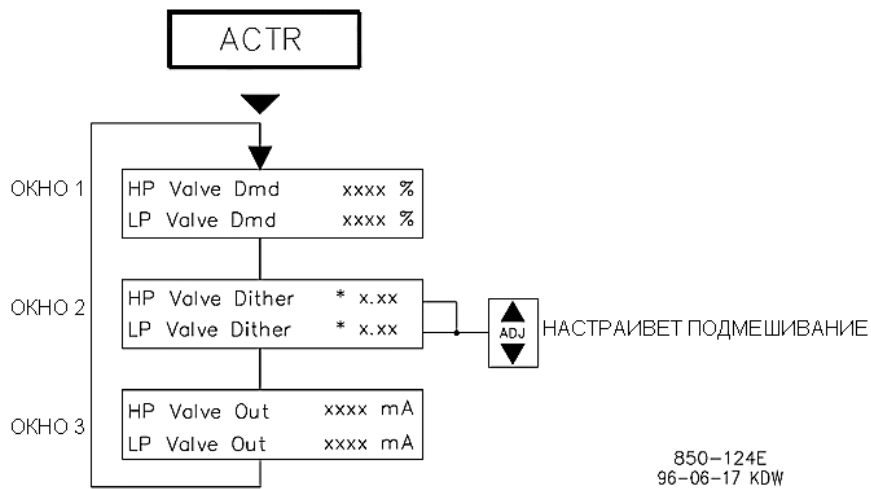 ACTR
ОКНО 1
HP Valve Dmd xxxx %
LP Valve Dmd xxxx %
ОКНО 2
HP Valve Dither * x.xx
LP Valve Dither * x.xx
ADJ
НАСТРАИВЕТ ПОДМЕШИВАНИЕ
ОКНО 3
HP Valve Out xxxx mA
LP Valve Out xxxx mA
850-124E
96-06-17 KDW